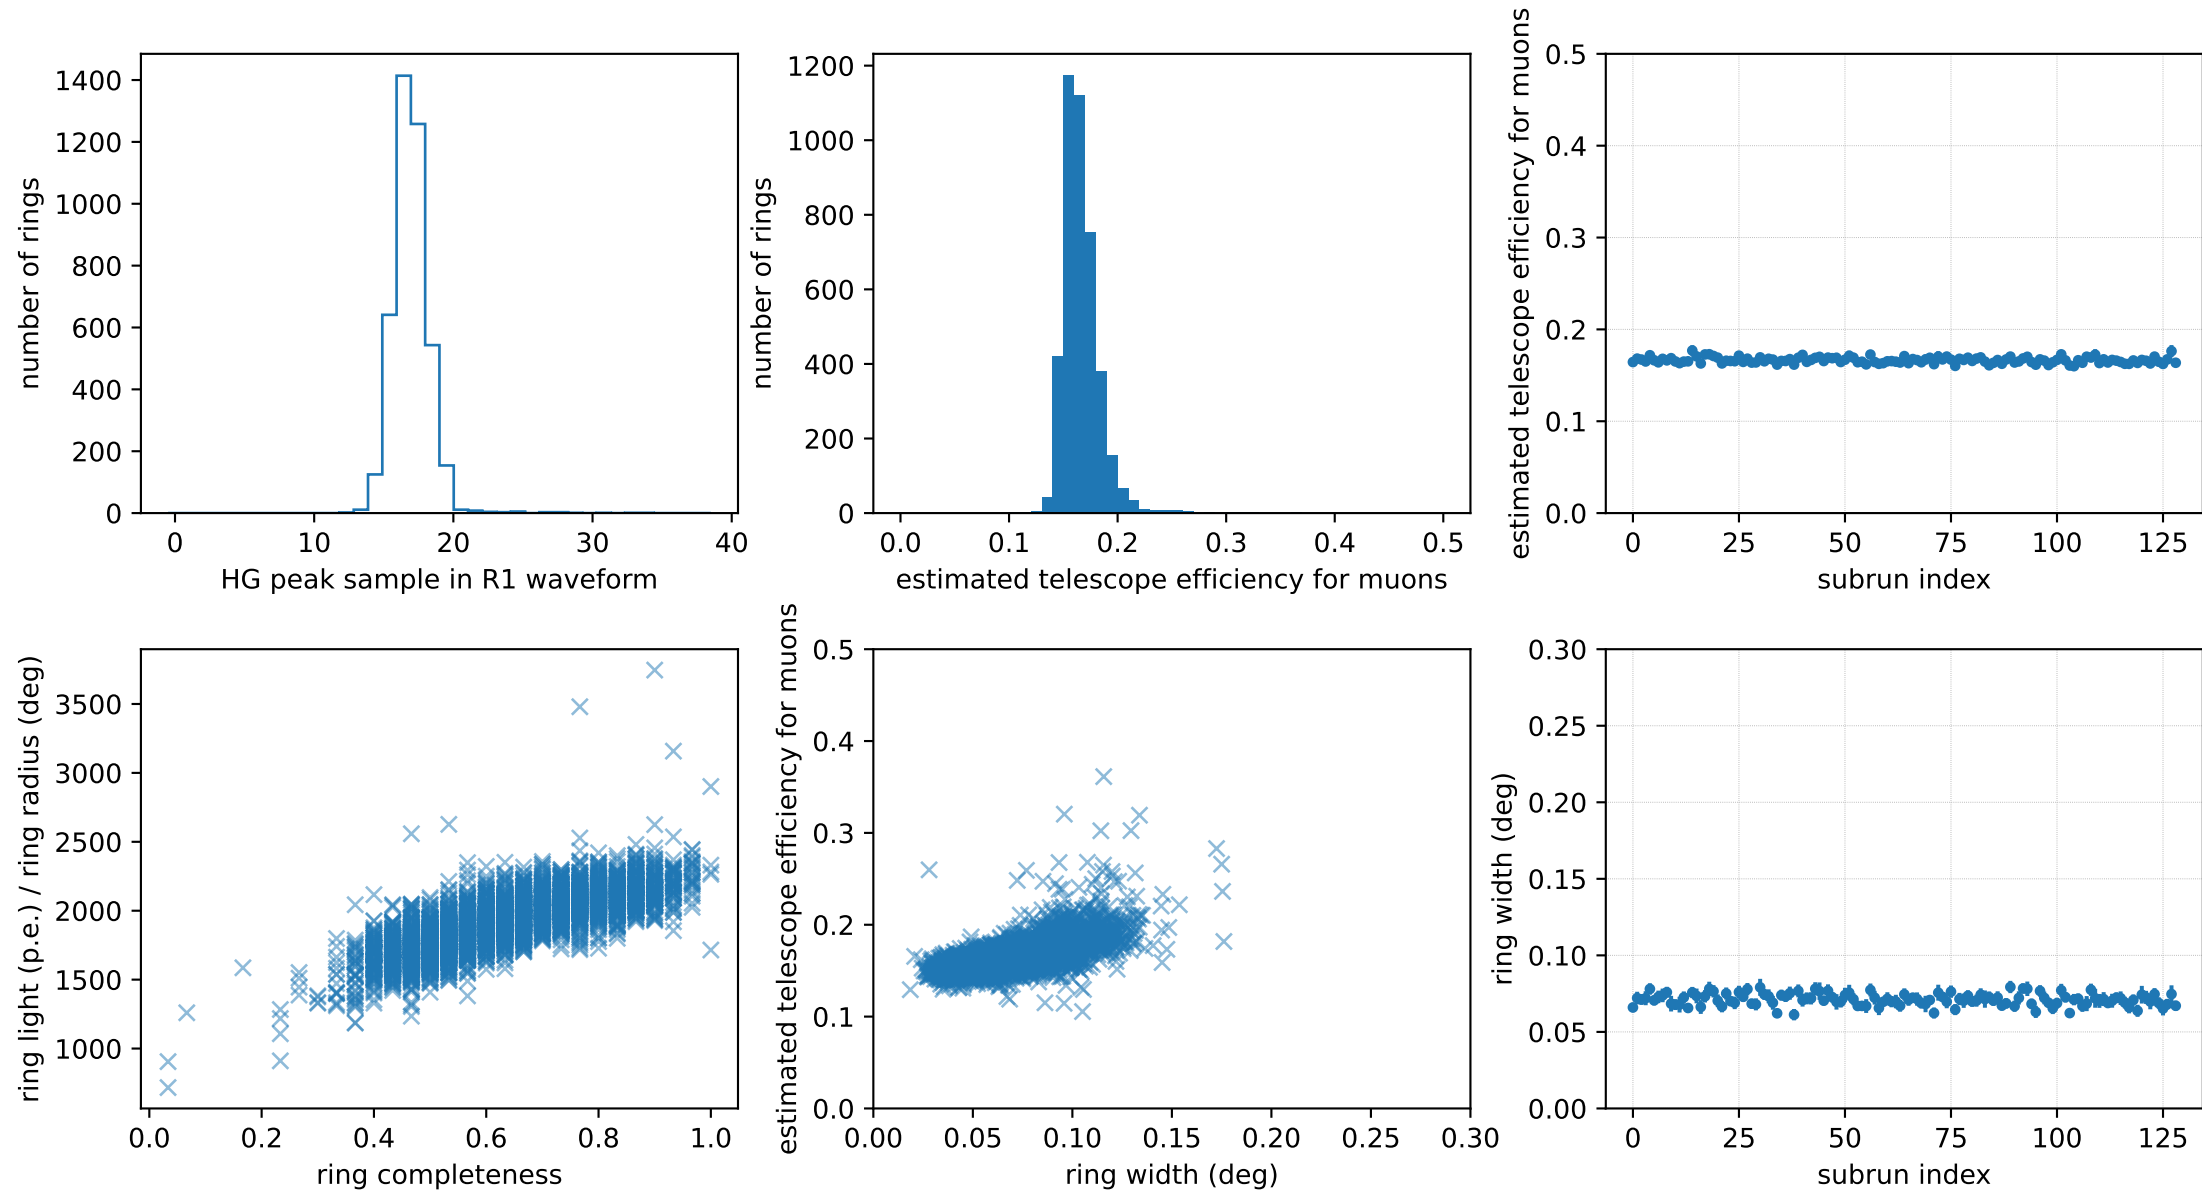 1400
1200
1000
800
600
400
200
0
number of rings
0 10 20 30 40
HG peak sample in R1 waveform
1200
1000
800
600
400
200
0
number of rings
0.0 0.1 0.2 0.3 0.4 0.5
estimated telescope efficiency for muons
0.5
0.4
0.3
0.2
0.1
0.0
estimated telescope efficiency for muons
0 25 50 75 100 125
subrun index
3500
3000
2500
2000
1500
1000
ring light (p.e.) / ring radius (deg)
0.0 0.2 0.4 0.6 0.8 1.0
ring completeness
0.5
0.4
0.3
0.2
0.1
0.0
estimated telescope efficiency for muons
0.00 0.05 0.10 0.15 0.20 0.25 0.30
ring width (deg)
0.30
0.25
0.20
0.15
0.10
0.05
0.00
ring width (deg)
0 25 50 75 100 125
subrun index